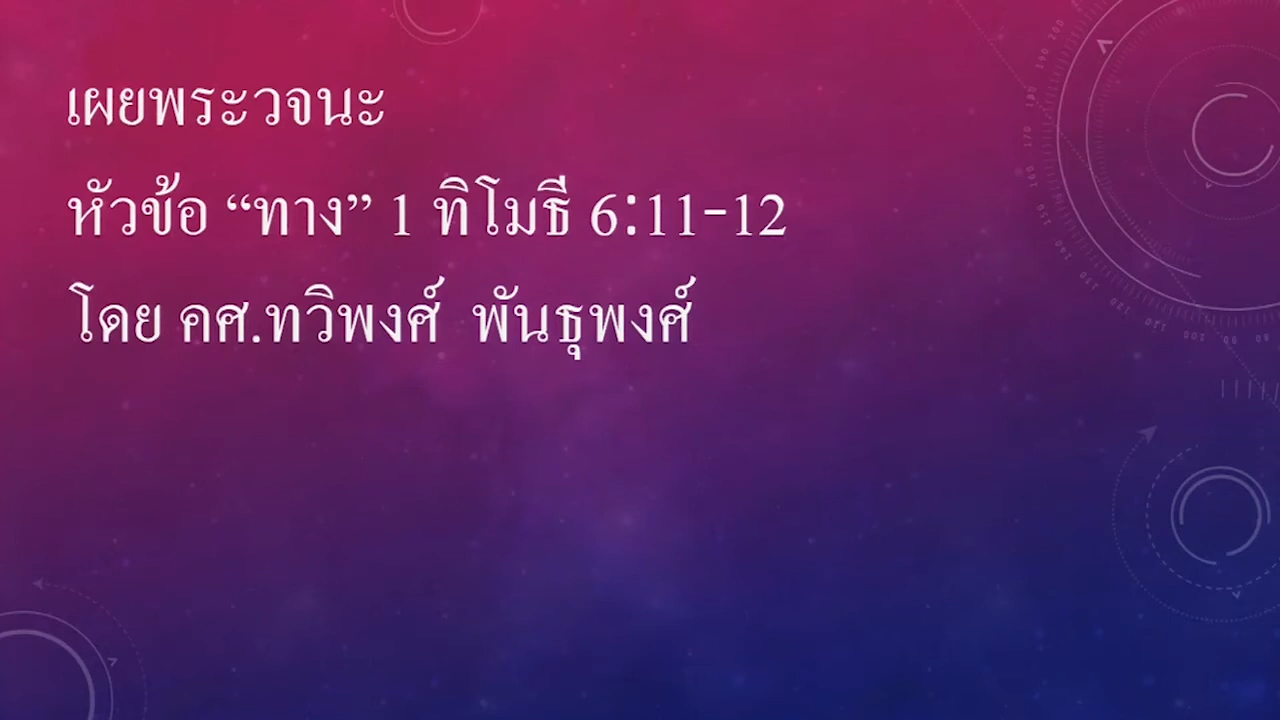 เผยพระวจนะ
หัวข้อ “ทาง” 1 ทิโมธี 6:11-12
โดย คศ.ทวิพงศ์ พันธุพงศ์